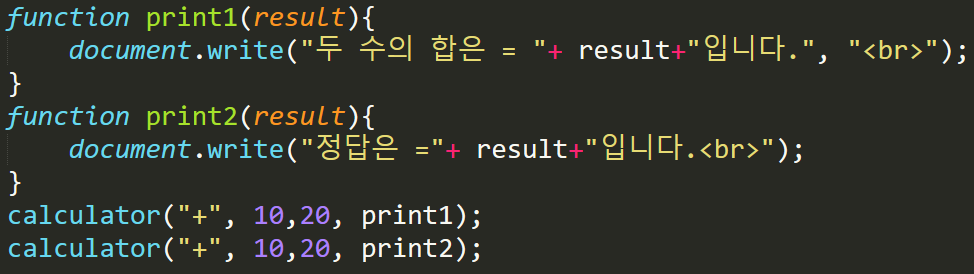 function print1(result){
    document.write("두 수의 합은 = "+ result+"입니다.", "<br>");
}
function print2(result){
    document.write("정답은 ="+ result+"입니다.<br>");
}
calculator("+", 10,20, print1);
calculator("+", 10,20, print2);